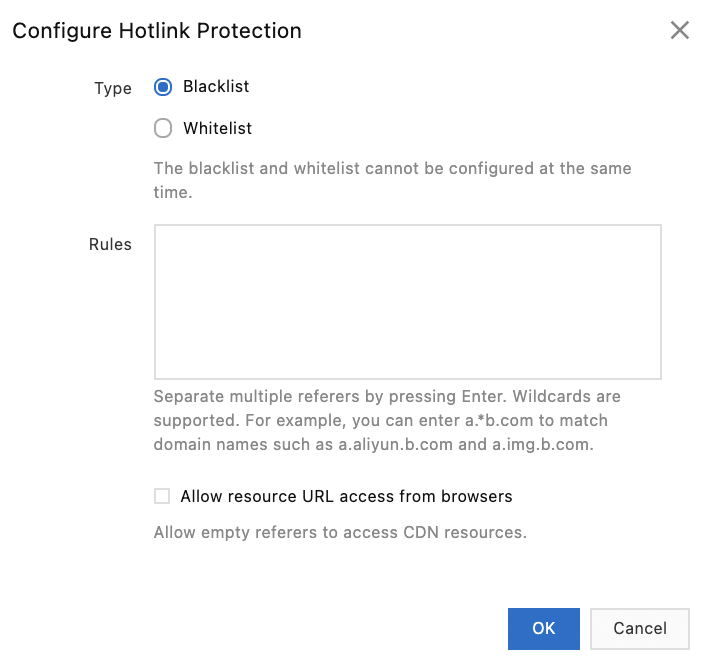 Configure Hotlink Protection
Type
Blacklist
Whitelist
The blacklist and whitelist cannot be configured at the same
time.
Rules
Separate multiple referers by pressing Enter. Wildcards are
supported. For example, you can enter a.*b.com to match
domain names such as a.aliyun.b.com and a.img.b.com.
Allow resource URL access from browsers
Allow empty referers to access CDN resources.
OK
Cancel